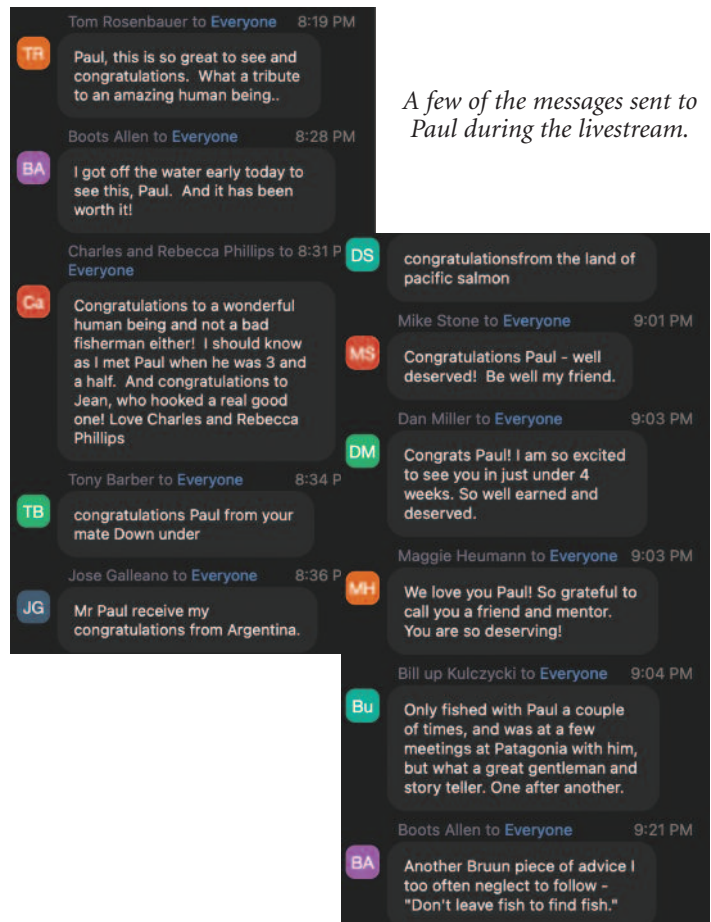 Tom Rosenbauer to Everyone 8:19 PM
TR
Paul, this is so great to see and
congratulations. What a tribute
to an amazing human being..
Boots Allen to Everyone 8:28 PM
BA
I got off the water early today to
see this, Paul. And it has been
worth it!
Charles and Rebecca Phillips to 8:31 P
Everyone
Ca
Congratulations to a wonderful
human being and not a bad
fisherman either! I should know
as I met Paul when he was 3 and
a half. And congratulations to
Jean, who hooked a real good
one! Love Charles and Rebecca
Phillips
Tony Barber to Everyone 8:34 P
TB
congratulations Paul from your
mate Down under
Jose Galleano to Everyone 8:36 P
JG
Mr Paul receive my
congratulations from Argentina.
A few of the messages sent to
Paul during the livestream.
DS
congratulationsfrom the land of
pacific salmon
Mike Stone to Everyone 9:01 PM
MS
Congratulations Paul - well
deserved! Be well my friend.
Dan Miller to Everyone 9:03 PM
DM
Congrats Paul! I am so excited
to see you in just under 4
weeks. So well earned and
deserved.
Maggie Heumann to Everyone 9:03 PM
MH
We love you Paul! So grateful to
call you a friend and mentor.
You are so deserving!
Bill up Kulczycki to Everyone 9:04 PM
Bu
Only fished with Paul a couple
of times, and was at a few
meetings at Patagonia with him,
but what a great gentleman and
story teller. One after another.
Boots Allen to Everyone 9:21 PM
BA
Another Bruun piece of advice I
too often neglect to follow -
"Don't leave fish to find fish."